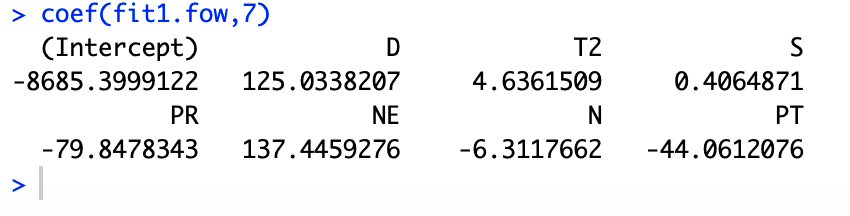 > coef(fit1.fow,7)
(Intercept) D T2 S
-8685.3999122 125.0338207 4.6361509 0.4064871
PR NE N PT
-79.8478343 137.4459276 -6.3117662 -44.0612076
>